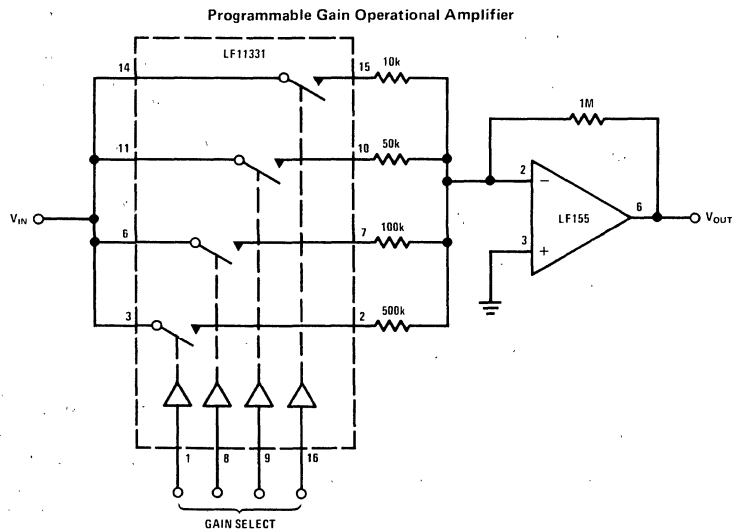 Programmable Gain Operational Amplifier
LF11331
14
15
10k
1M
11
10
50k
2
−
6
LF155
VOUT
VIN
6
7
100k
3
+
3
2
500k
1
8
9
16
GAIN SELECT